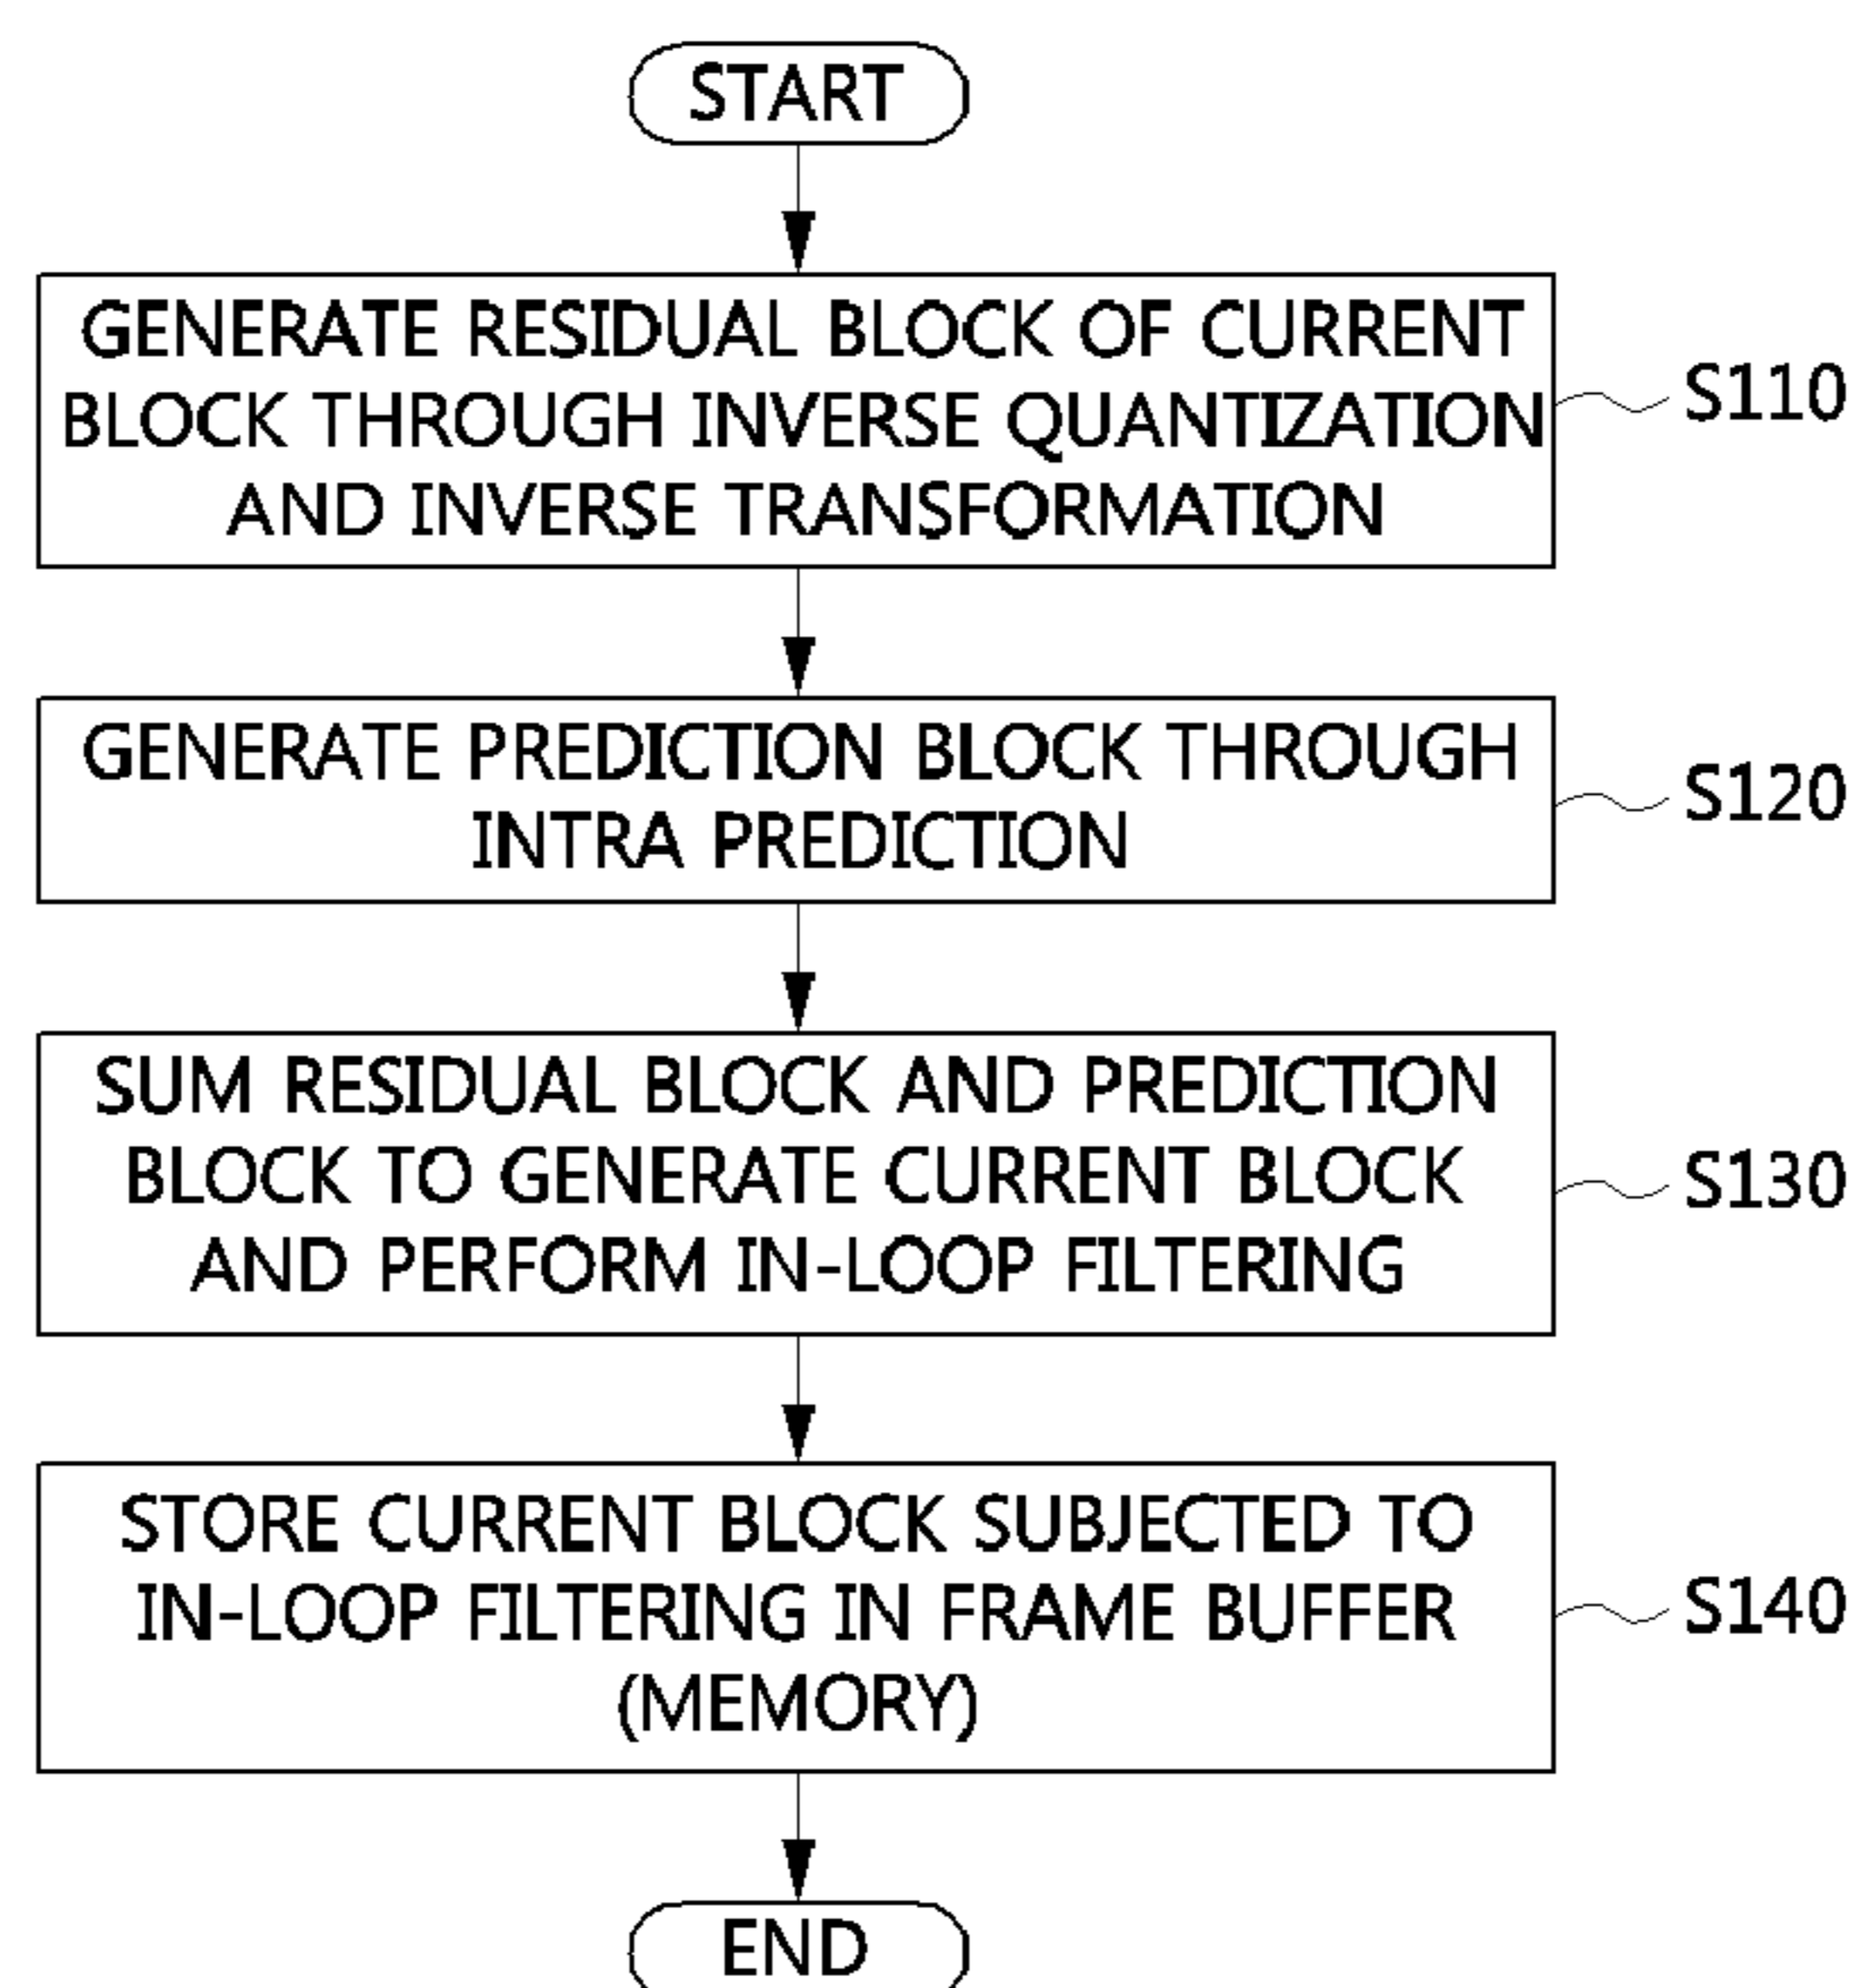 START
GENERATE RESIDUAL BLOCK OF CURRENT
BLOCK THROUGH INVERSE QUANTIZATION
AND INVERSE TRANSFORMATION
S110
GENERATE PREDICTION BLOCK THROUGH
INTRA PREDICTION
S120
SUM RESIDUAL BLOCK AND PREDICTION
BLOCK TO GENERATE CURRENT BLOCK
AND PERFORM IN-LOOP FILTERING
S130
STORE CURRENT BLOCK SUBJECTED TO
IN-LOOP FILTERING IN FRAME BUFFER
(MEMORY)
S140
END